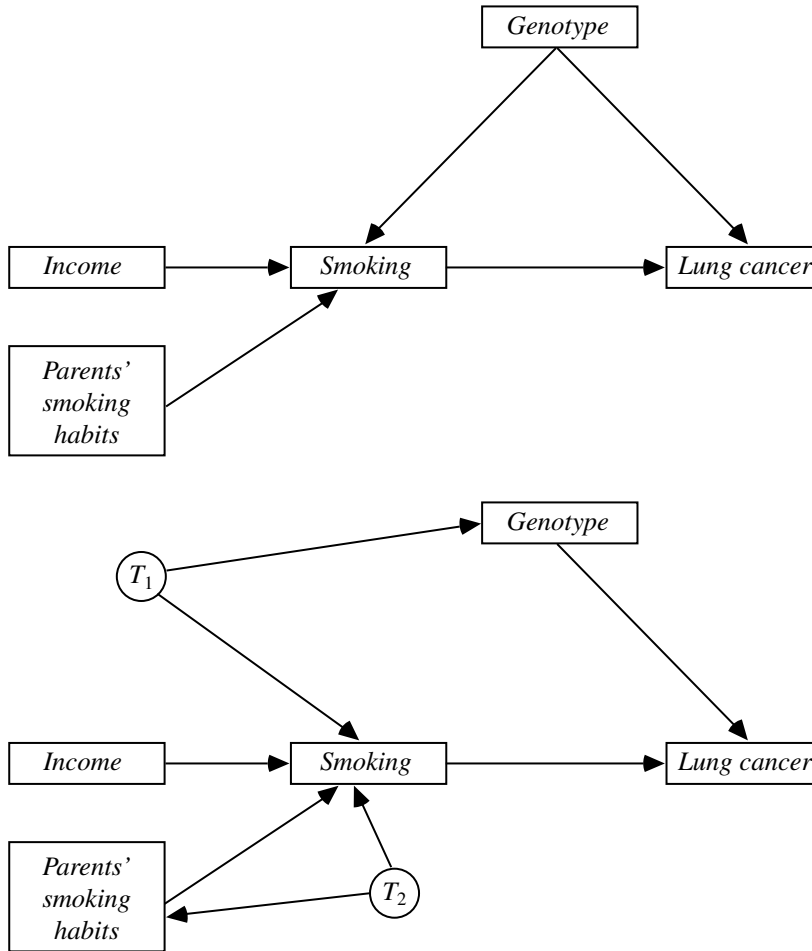 Genotype
Income
Smoking
Lung cancer
Parents’
smoking
habits
Genotype
T₁
Income
Smoking
Lung cancer
Parents’
smoking
habits
T₂